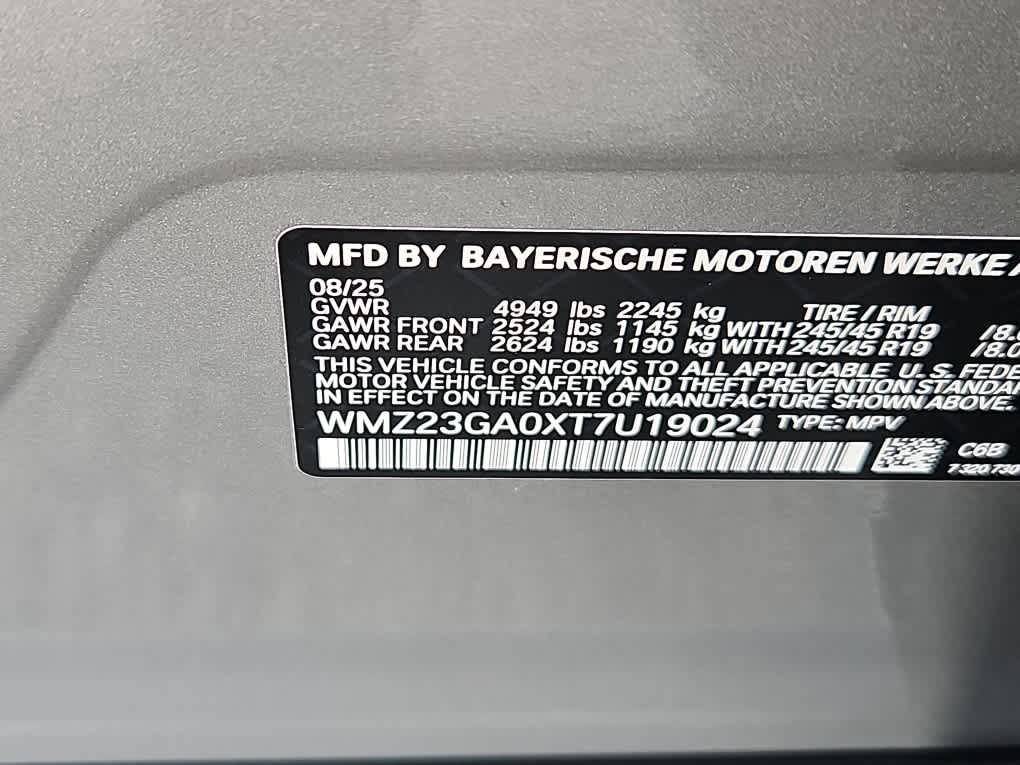 MFD BY BAYERISCHE MOTOREN WERKE
08/25
GVWR 4949 lbs 2245 kg TIRE / RIM
GAWR FRONT 2524 lbs 1145 kg WITH 245/45 R19
GAWR REAR 2624 lbs 1190 kg WITH 245/45 R19
THIS VEHICLE CONFORMS TO ALL APPLICABLE U. S.
MOTOR VEHICLE SAFETY AND THEFT PREVENTION
IN EFFECT ON THE DATE OF MANUFACTURE SHOWN ABOVE.
WMZ23GA0XT7U19024 TYPE: MPV
C6B